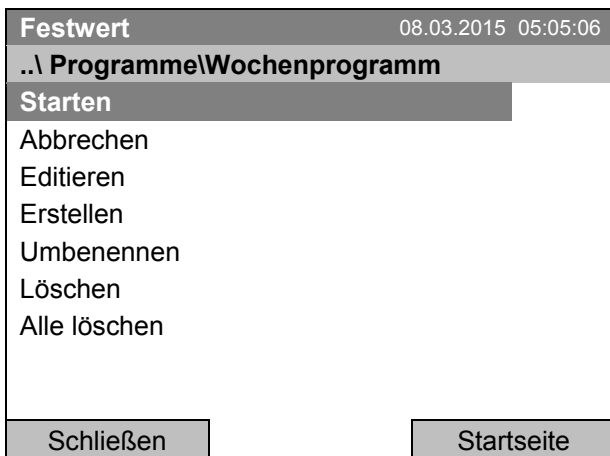 Festwert 08.03.2015 05:05:06
..\ Programme\Wochenprogramm
Starten
Abbrechen
Editieren
Erstellen
Umbenennen
Löschen
Alle löschen
Schließen Startseite